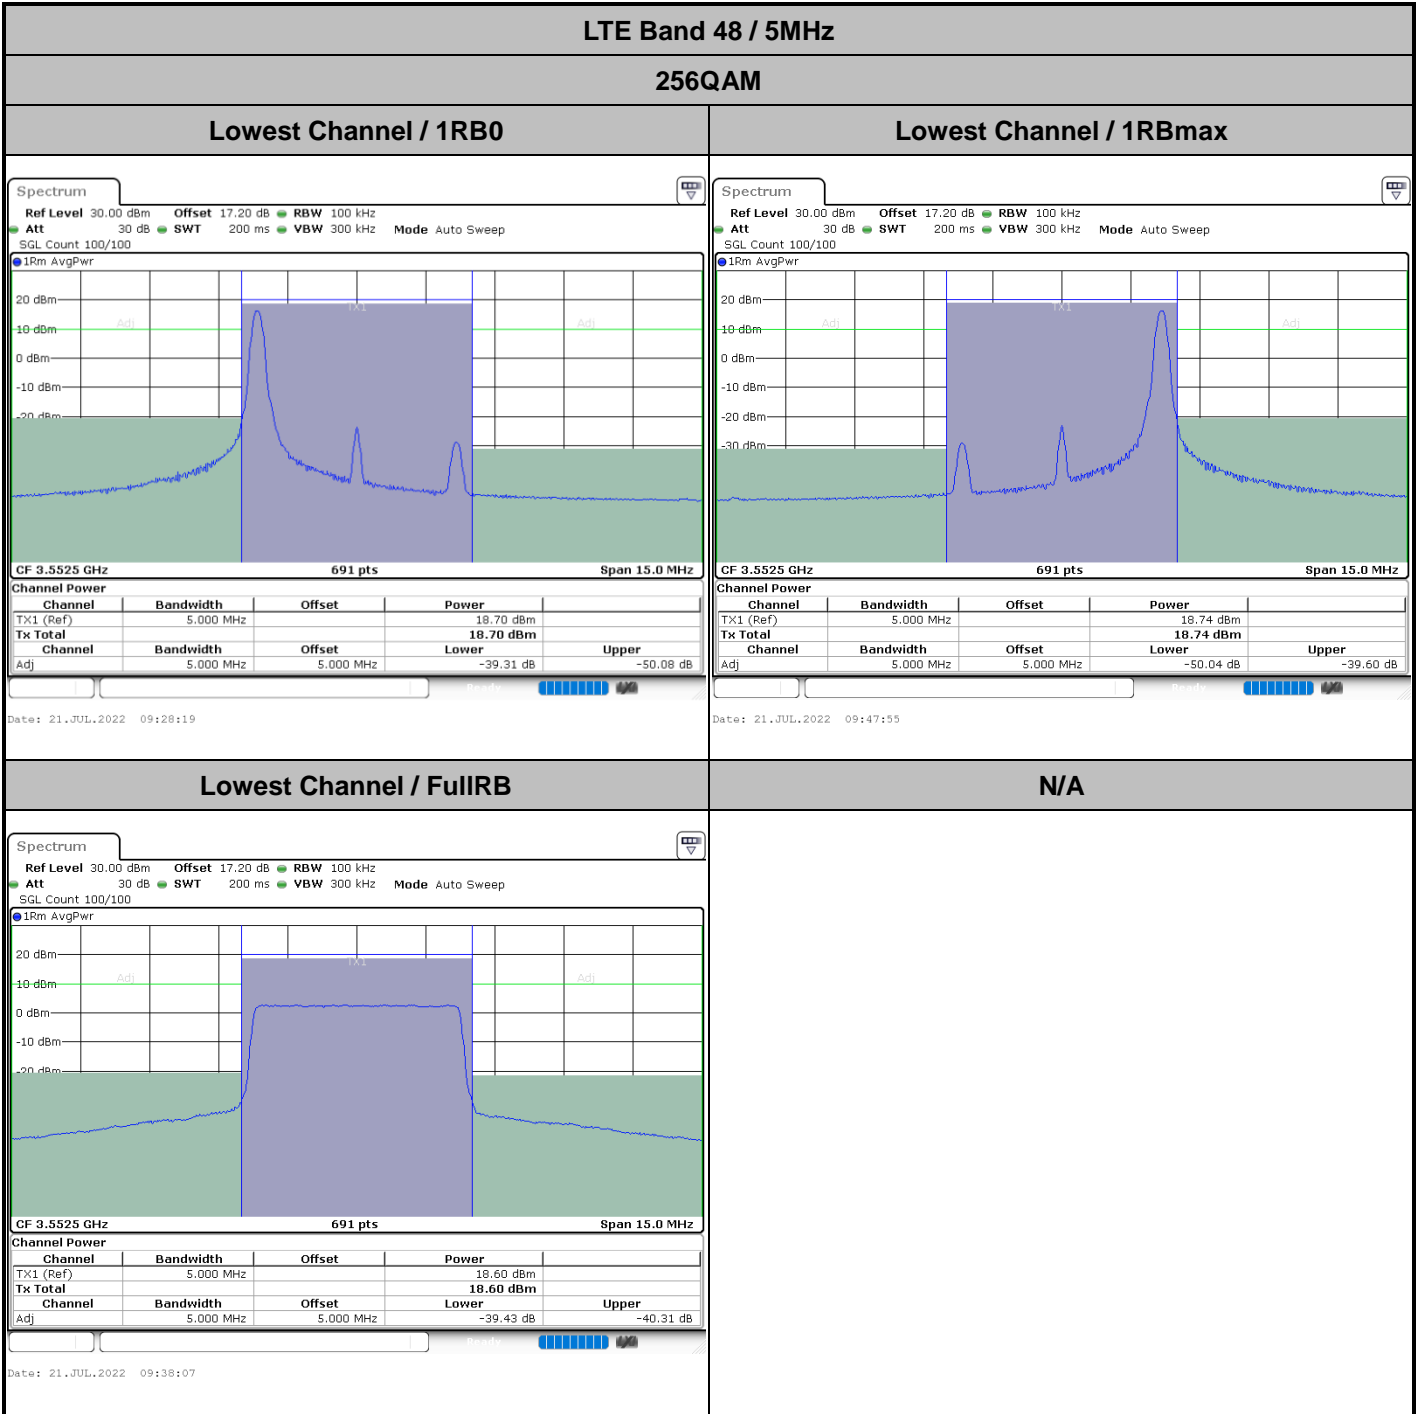 LTE Band 48 / 5MHz
256QAM
Lowest Channel / 1RB0
Lowest Channel / 1RBmax
Spectrum
Ref Level 30.00 dBm Offset 17.20 dB RBW 100 kHz
Att 30 dB SWT 200 ms VBW 300 kHz Mode Auto Sweep
SGL Count 100/100
1Rm AvgPwr
TX1
20 dBm
Adj
Adj
10 dBm
0 dBm
-10 dBm
-20 dBm
CF 3.5525 GHz 691 pts Span 15.0 MHz
Channel Power
Channel Bandwidth Offset Power
TX1 (Ref) 5.000 MHz 18.70 dBm
Tx Total 18.70 dBm
Channel Bandwidth Offset Lower Upper
Adj 5.000 MHz 5.000 MHz -39.31 dB -50.08 dB
Ready
Date: 21.JUL.2022 09:28:19
Spectrum
Ref Level 30.00 dBm Offset 17.20 dB RBW 100 kHz
Att 30 dB SWT 200 ms VBW 300 kHz Mode Auto Sweep
SGL Count 100/100
1Rm AvgPwr
TX1
20 dBm
Adj
Adj
10 dBm
0 dBm
-10 dBm
-20 dBm
-30 dBm
CF 3.5525 GHz 691 pts Span 15.0 MHz
Channel Power
Channel Bandwidth Offset Power
TX1 (Ref) 5.000 MHz 18.74 dBm
Tx Total 18.74 dBm
Channel Bandwidth Offset Lower Upper
Adj 5.000 MHz 5.000 MHz -50.04 dB -39.60 dB
Ready
Date: 21.JUL.2022 09:47:55
Lowest Channel / FullRB
N/A
Spectrum
Ref Level 30.00 dBm Offset 17.20 dB RBW 100 kHz
Att 30 dB SWT 200 ms VBW 300 kHz Mode Auto Sweep
SGL Count 100/100
1Rm AvgPwr
20 dBm
TX1
Adj
Adj
10 dBm
0 dBm
-10 dBm
-20 dBm
CF 3.5525 GHz 691 pts Span 15.0 MHz
Channel Power
Channel Bandwidth Offset Power
TX1 (Ref) 5.000 MHz 18.60 dBm
Tx Total 18.60 dBm
Channel Bandwidth Offset Lower Upper
Adj 5.000 MHz 5.000 MHz -39.43 dB -40.31 dB
Ready
Date: 21.JUL.2022 09:38:07